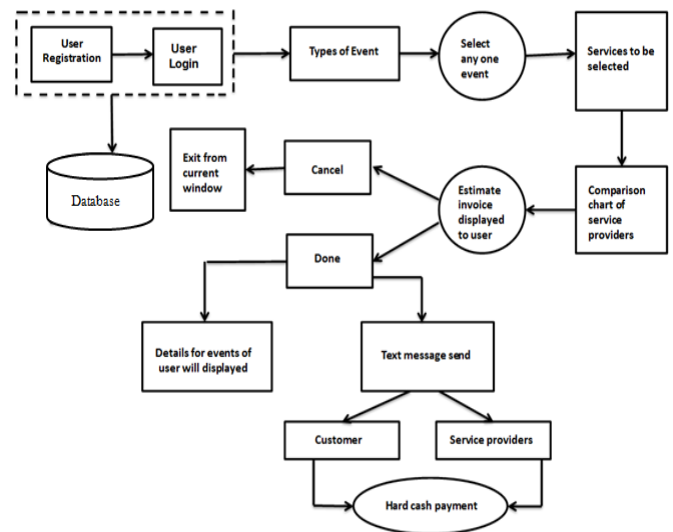 User
Registration
User
Login
Types of Event
Select
any one
event
Services to be
selected
Database
Exit from
current
window
Cancel
Estimate
invoice
displayed
to user
Comparison
chart of
service
providers
Done
Details for events of
user will displayed
Text message send
Customer
Service providers
Hard cash payment